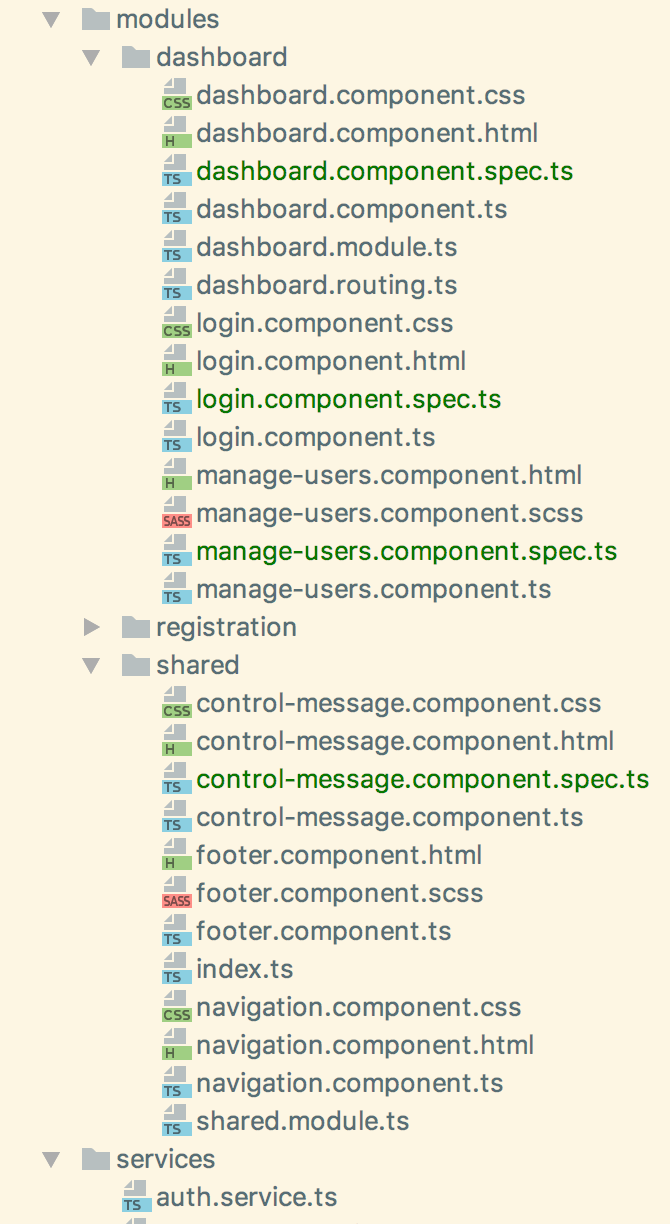 modules
dashboard
CSS dashboard.component.css
H dashboard.component.html
TS dashboard.component.spec.ts
TS dashboard.component.ts
TS dashboard.module.ts
TS dashboard.routing.ts
CSS login.component.css
H login.component.html
TS login.component.spec.ts
TS login.component.ts
H manage-users.component.html
SASS manage-users.component.scss
TS manage-users.component.spec.ts
TS manage-users.component.ts
registration
shared
CSS control-message.component.css
H control-message.component.html
TS control-message.component.spec.ts
TS control-message.component.ts
H footer.component.html
SASS footer.component.scss
TS footer.component.ts
TS index.ts
CSS navigation.component.css
H navigation.component.html
TS navigation.component.ts
TS shared.module.ts
services
TS auth.service.ts